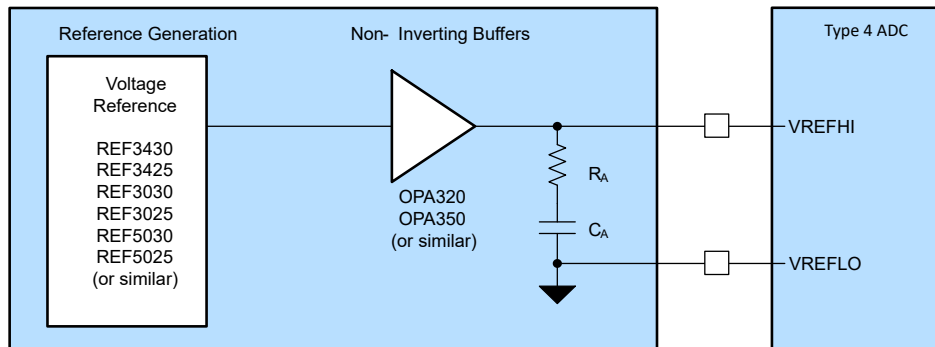 Reference Generation
Non- Inverting Buffers
Type 4 ADC
Voltage
Reference
REF3430
REF3425
REF3030
REF3025
REF5030
REF5025
(or similar)
OPA320
OPA350
(or similar)
RA
CA
VREFHI
VREFLO